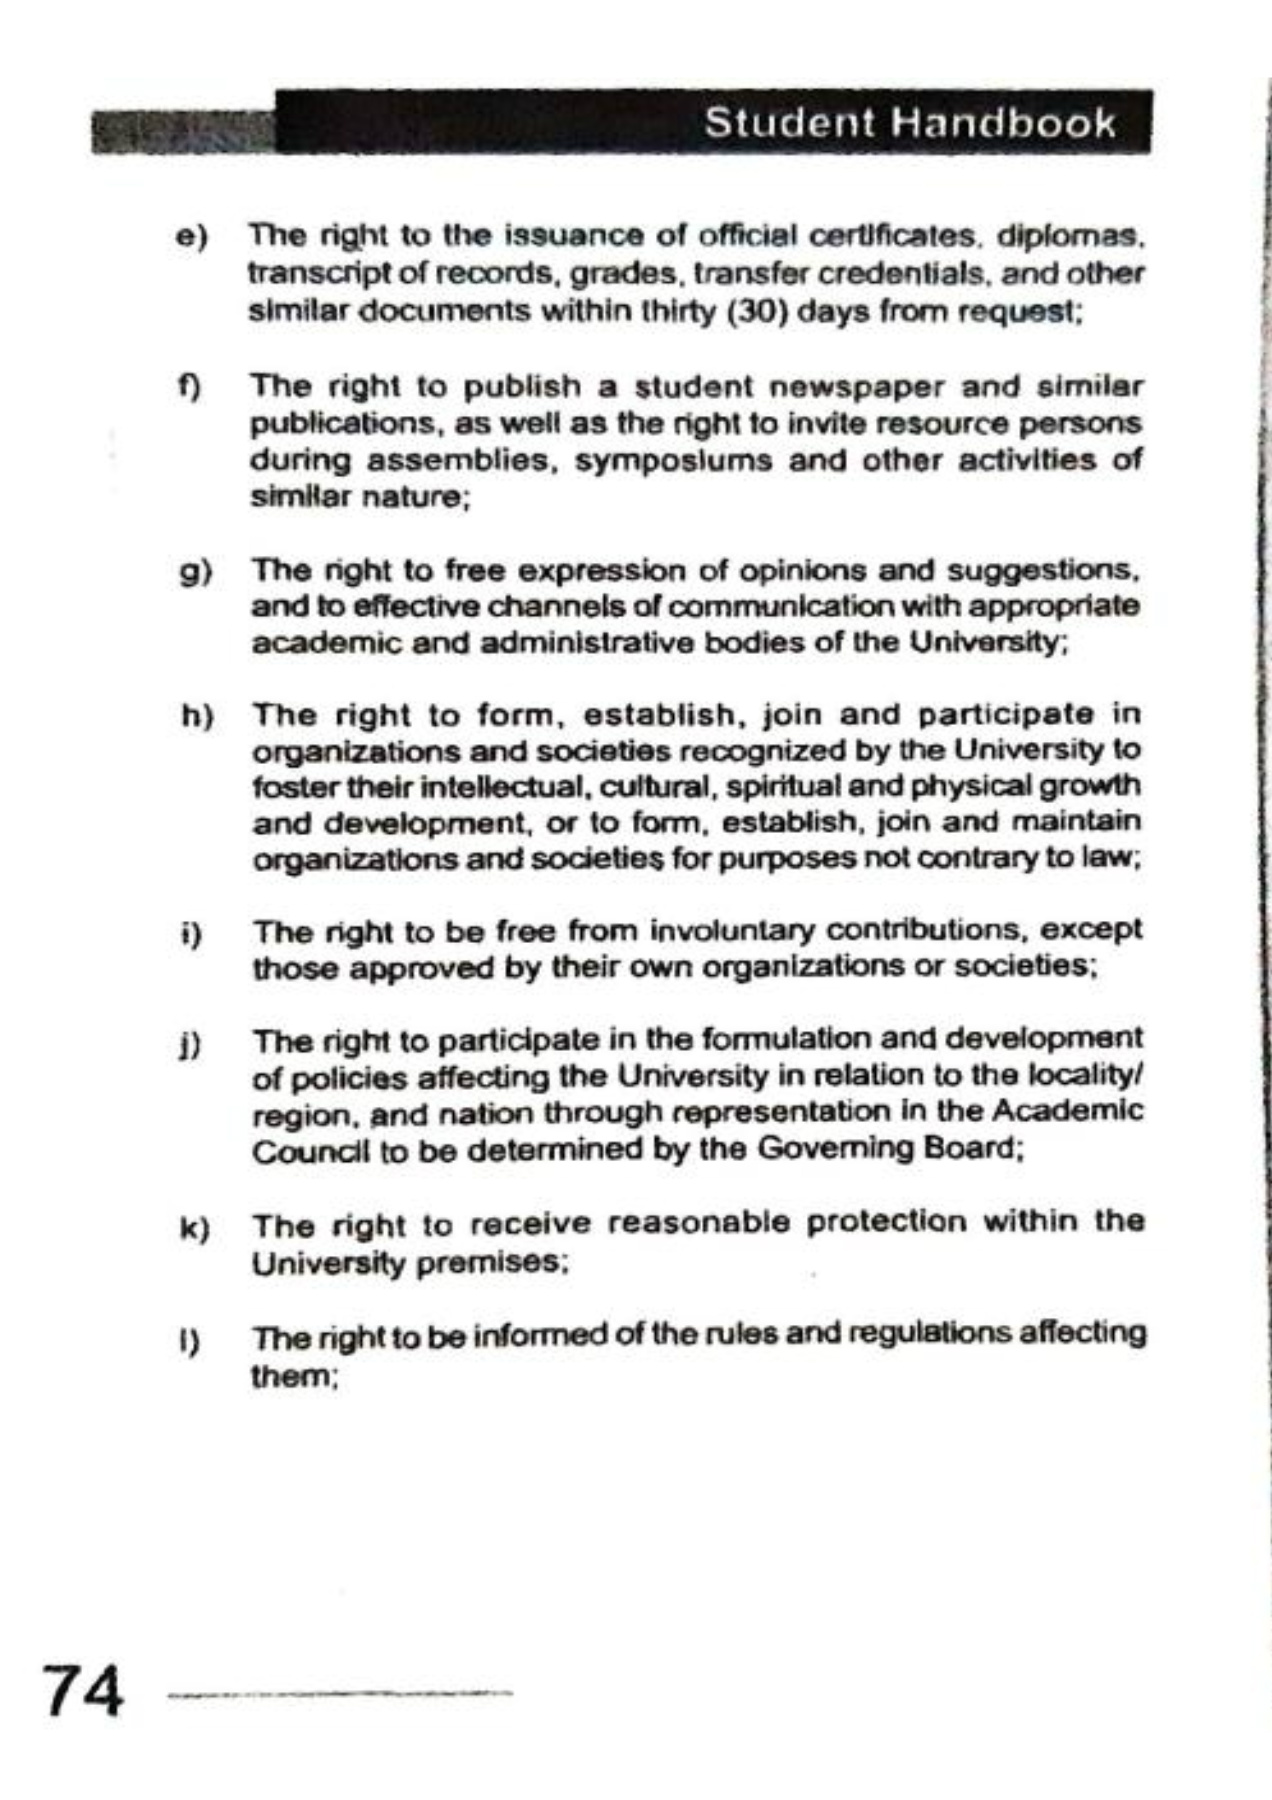 Student Handbook
e) The right to the issuance of official certificates, diplomas,
transcript of records, grades, transfer credentials, and other
similar documents within thirty (30) days from request;
f) The right to publish a student newspaper and similar
publications, as well as the right to invite resource persons
during assemblies, symposiums and other activities of
similar nature;
g) The right to free expression of opinions and suggestions,
and to effective channels of communication with appropriate
academic and administrative bodies of the University;
h) The right to form, establish, join and participate in
organizations and societies recognized by the University to
foster their intellectual, cultural, spiritual and physical growth
and development, or to form, establish, join and maintain
organizations and societies for purposes not contrary to law;
i) The right to be free from involuntary contributions, except
those approved by their own organizations or societies;
j) The right to participate in the formulation and development
of policies affecting the University in relation to the locality/
region, and nation through representation in the Academic
Council to be determined by the Governing Board;
k) The right to receive reasonable protection within the
University premises;
l) The right to be informed of the rules and regulations affecting
them;
74